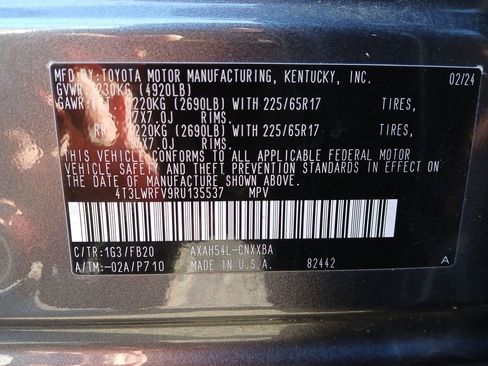 MFD BY:TOYOTA MOTOR MANUFACTURING, KENTUCKY, INC. 02/24
GVWR: 2230KG (4920LB)
GAWR: FRT. 1220KG (2690LB) WITH 225/65R17 TIRES,
17X7.0J RIMS.
RR. 1220KG (2690LB) WITH 225/65R17 TIRES,
17X7.0J RIMS.
THIS VEHICLE CONFORMS TO ALL APPLICABLE FEDERAL MOTOR
VEHICLE SAFETY AND THEFT PREVENTION STANDARDS IN EFFECT
ON THE DATE OF MANUFACTURE SHOWN ABOVE.
4T3LWRFV9RU135537 MPV
C/TR:1G3/FB20 AXAH54L-CNXXBA
A/TM:-02A/P710 MADE IN U.S.A. 82442 A